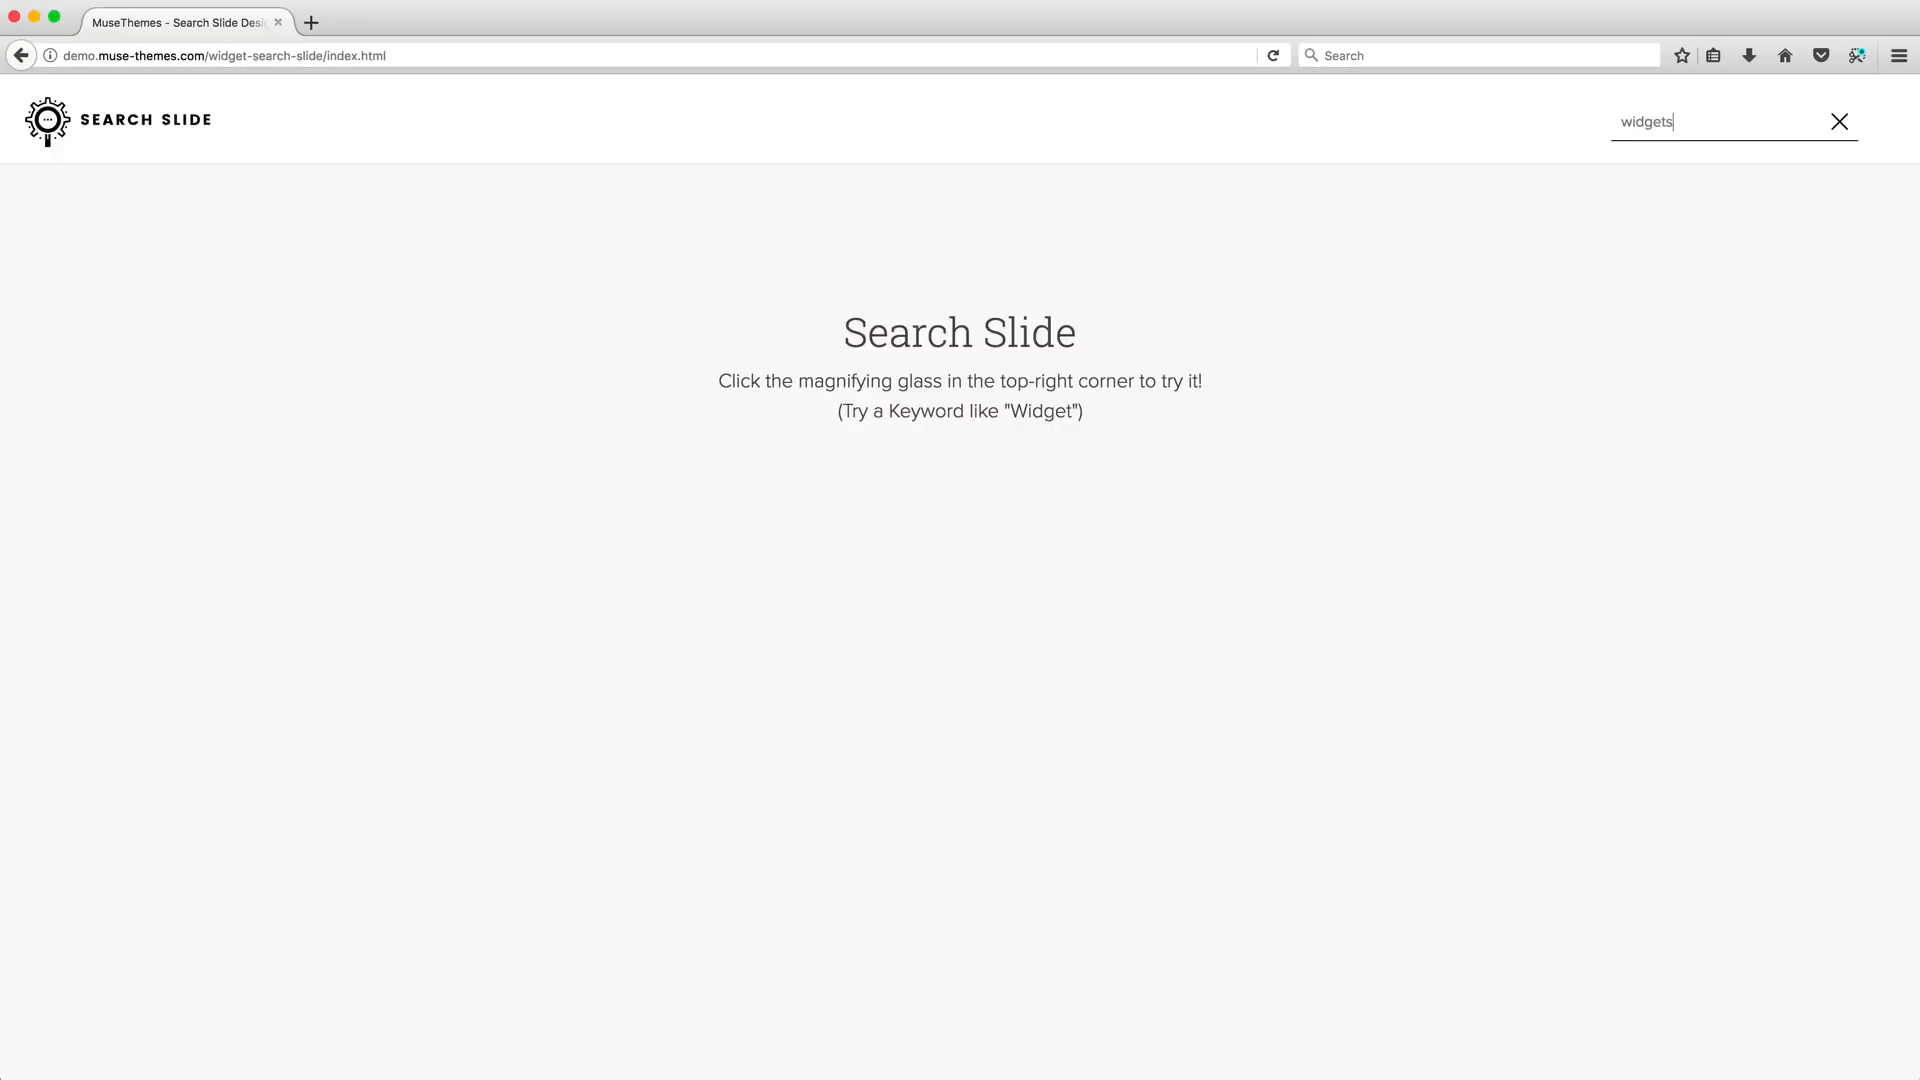 MuseThemes - Search Slide Desi
demo.muse-themes.com/widget-search-slide/index.html
Search
SEARCH SLIDE
widgets
Search Slide
Click the magnifying glass in the top-right corner to try it!
(Try a Keyword like "Widget")